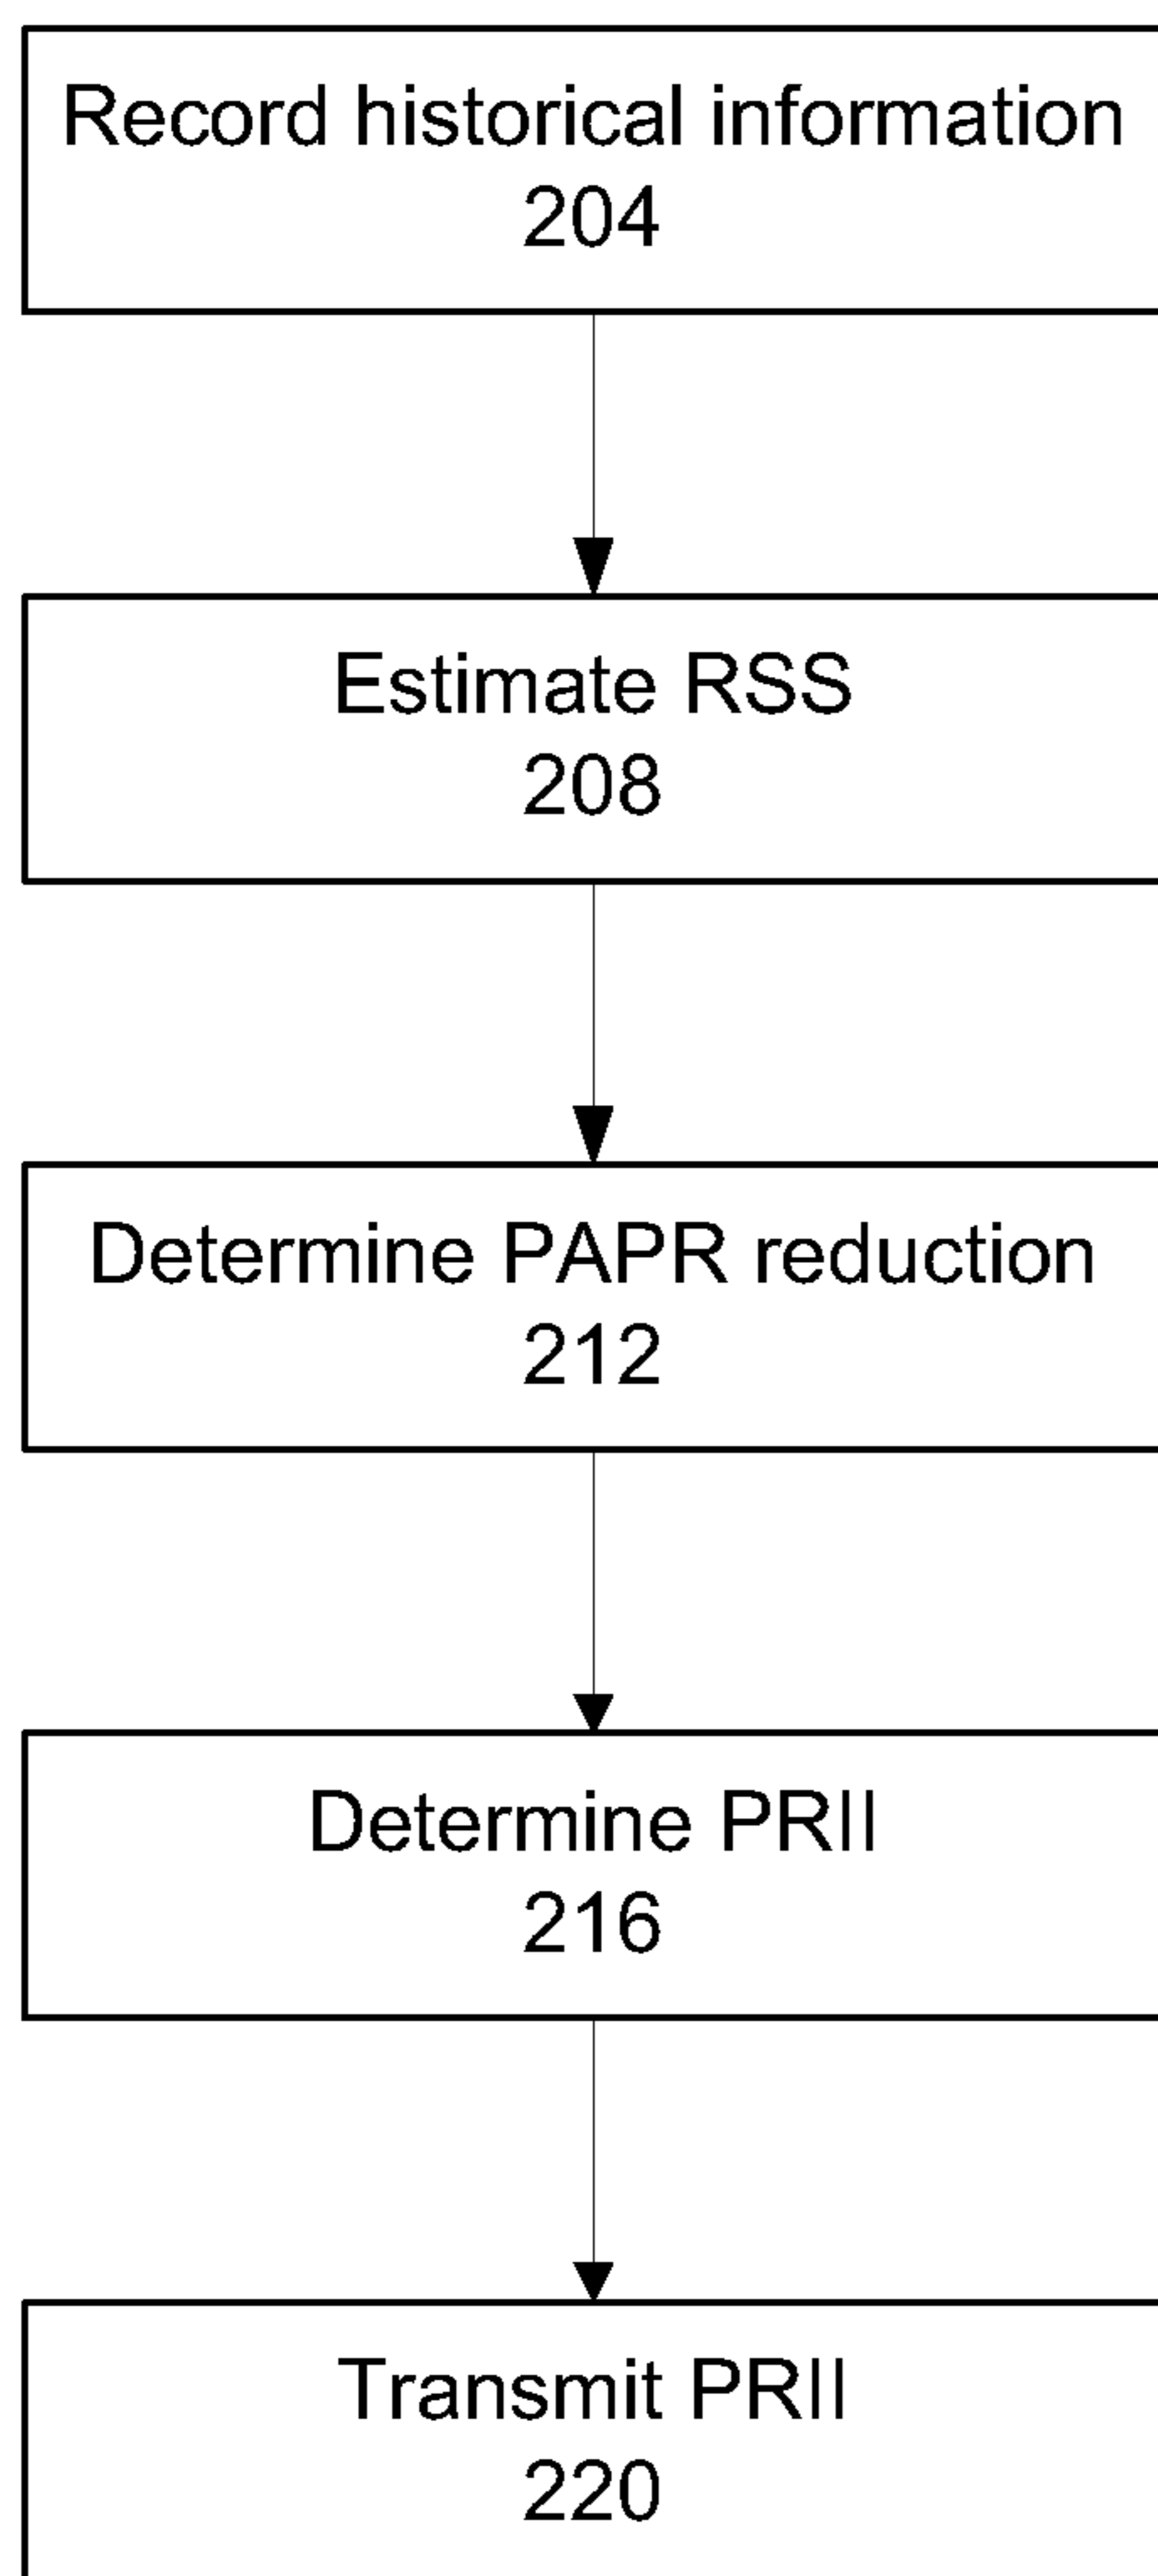 Record historical information
204
Estimate RSS
208
Determine PAPR reduction
212
Determine PRII
216
Transmit PRII
220